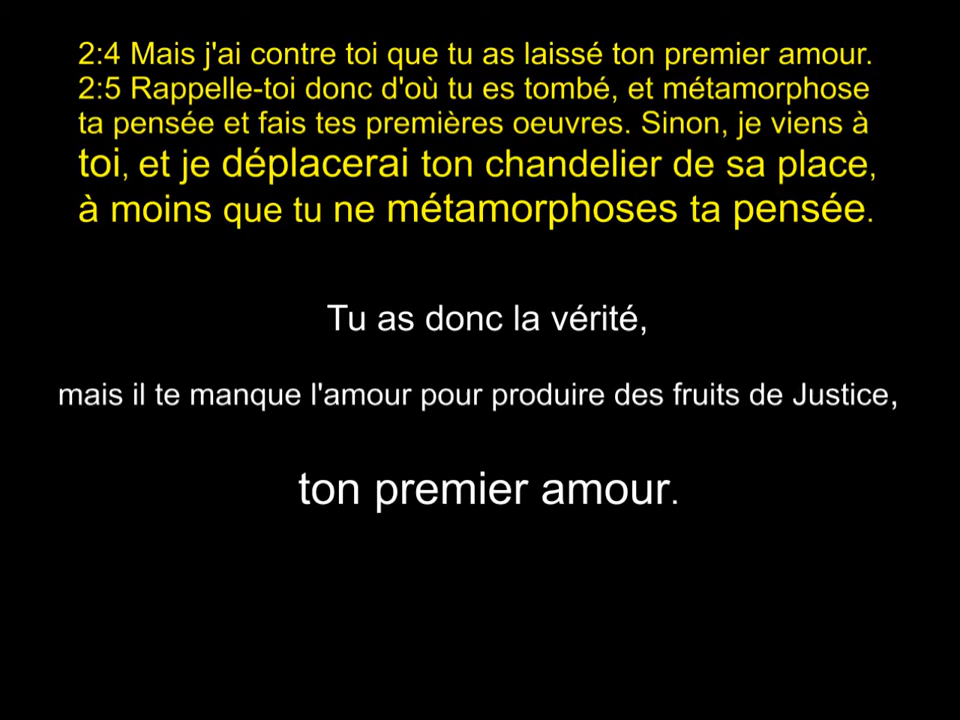 2:4 Mais j'ai contre toi que tu as laissé ton premier amour.
2:5 Rappelle-toi donc d'où tu es tombé, et métamorphose
ta pensée et fais tes premières oeuvres. Sinon, je viens à
toi, et je déplacerai ton chandelier de sa place,
à moins que tu ne métamorphoses ta pensée.
Tu as donc la vérité,
mais il te manque l'amour pour produire des fruits de Justice,
ton premier amour.